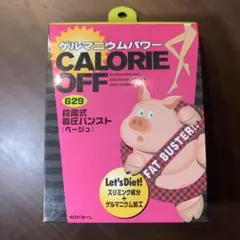 ゲルマニウムパワー
CALORIE
OFF
629
段階式
着圧パンスト
[ベージュ]
FAT BUSTER!!
Let's Diet!
スリミング成分
+
ゲルマニウム加工